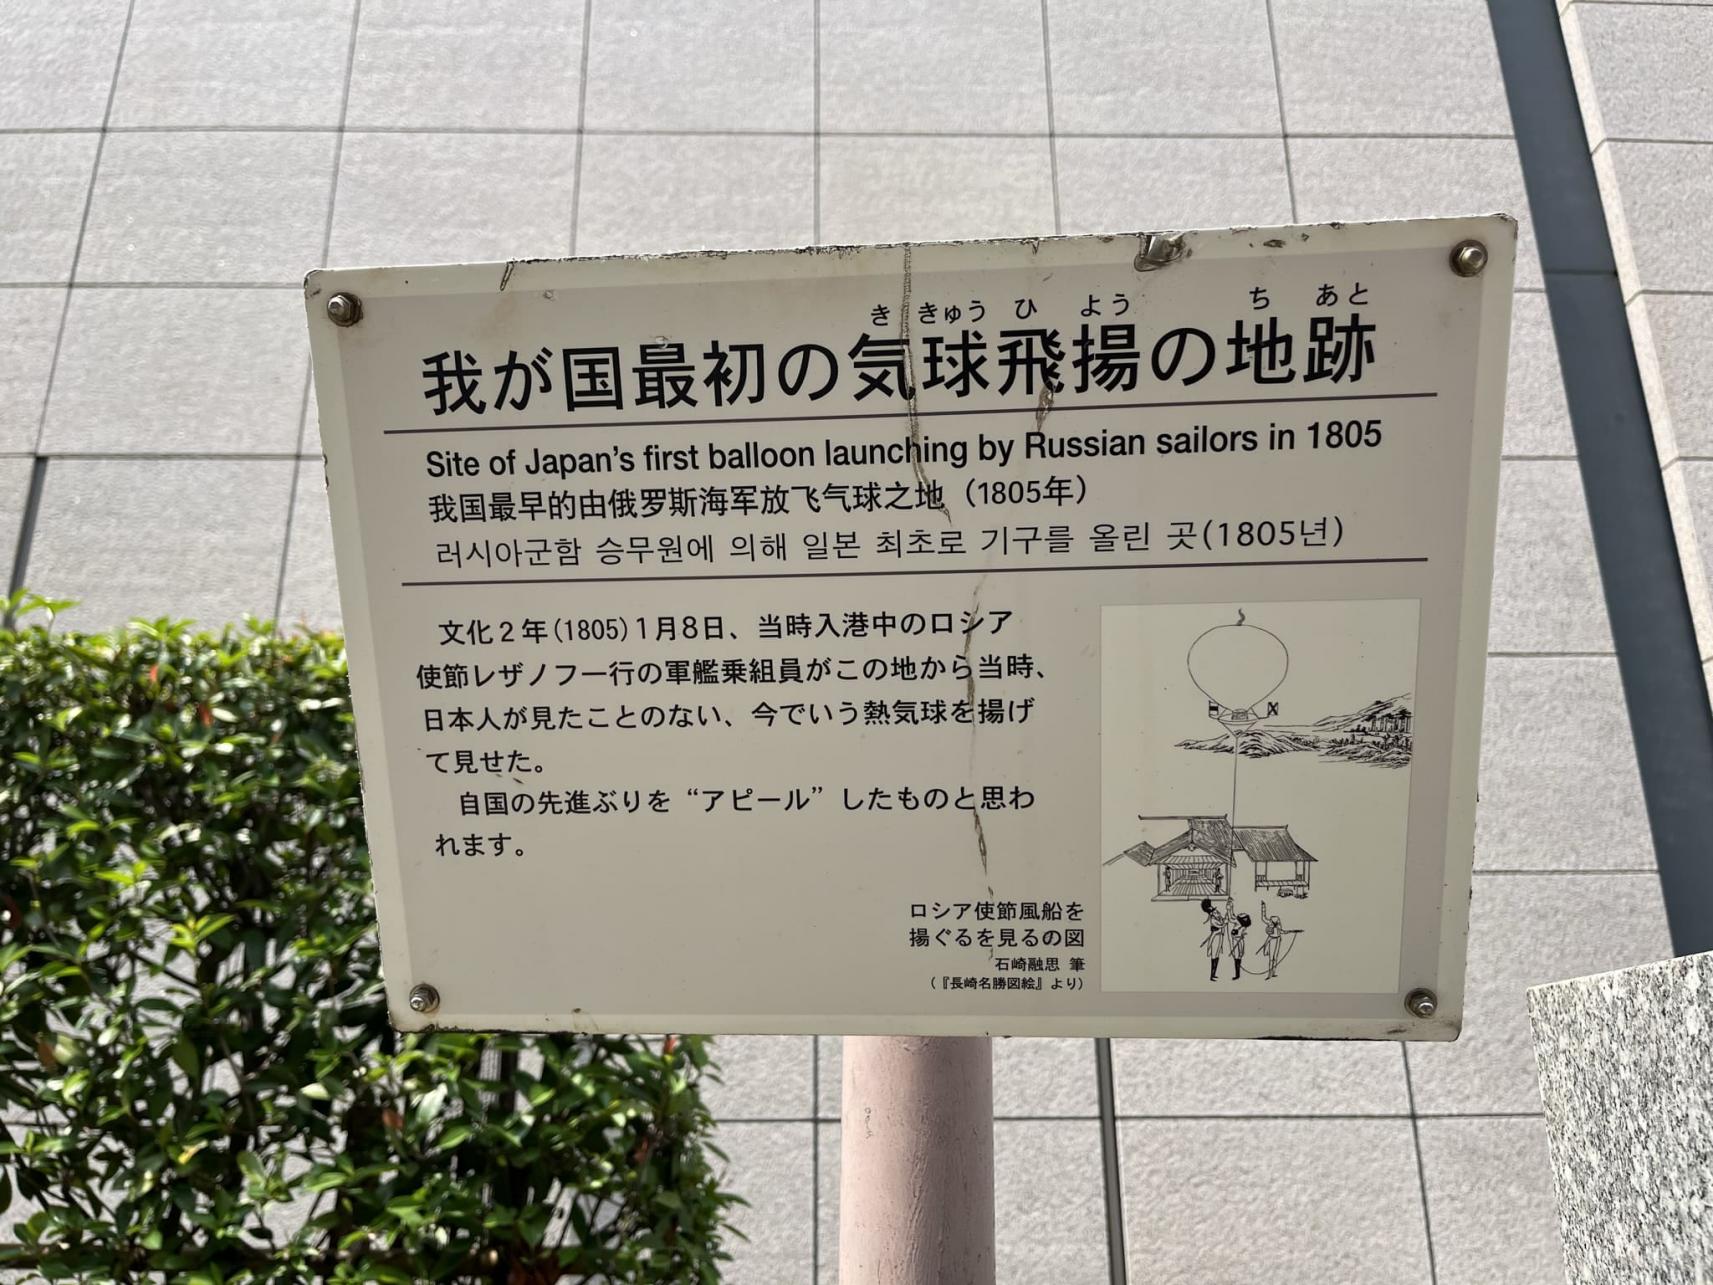 き きゅう ひ よう ち あと
我が国最初の気球飛揚の地跡
Site of Japan's first balloon launching by Russian sailors in 1805
我国最早的由俄罗斯海军放飞气球之地（1805年）
러시아군함 승무원에 의해 일본 최초로 기구를 올린 곳(1805년)
文化２年(1805)1月8日、当時入港中のロシア
使節レザノフ一行の軍艦乗組員がこの地から当時、
日本人が見たことのない、今でいう熱気球を揚げ
て見せた。
自国の先進ぶりを“アピール”したものと思わ
れます。
ロシア使節風船を
揚ぐるを見るの図
石崎融思 筆
（『長崎名勝図絵』より）